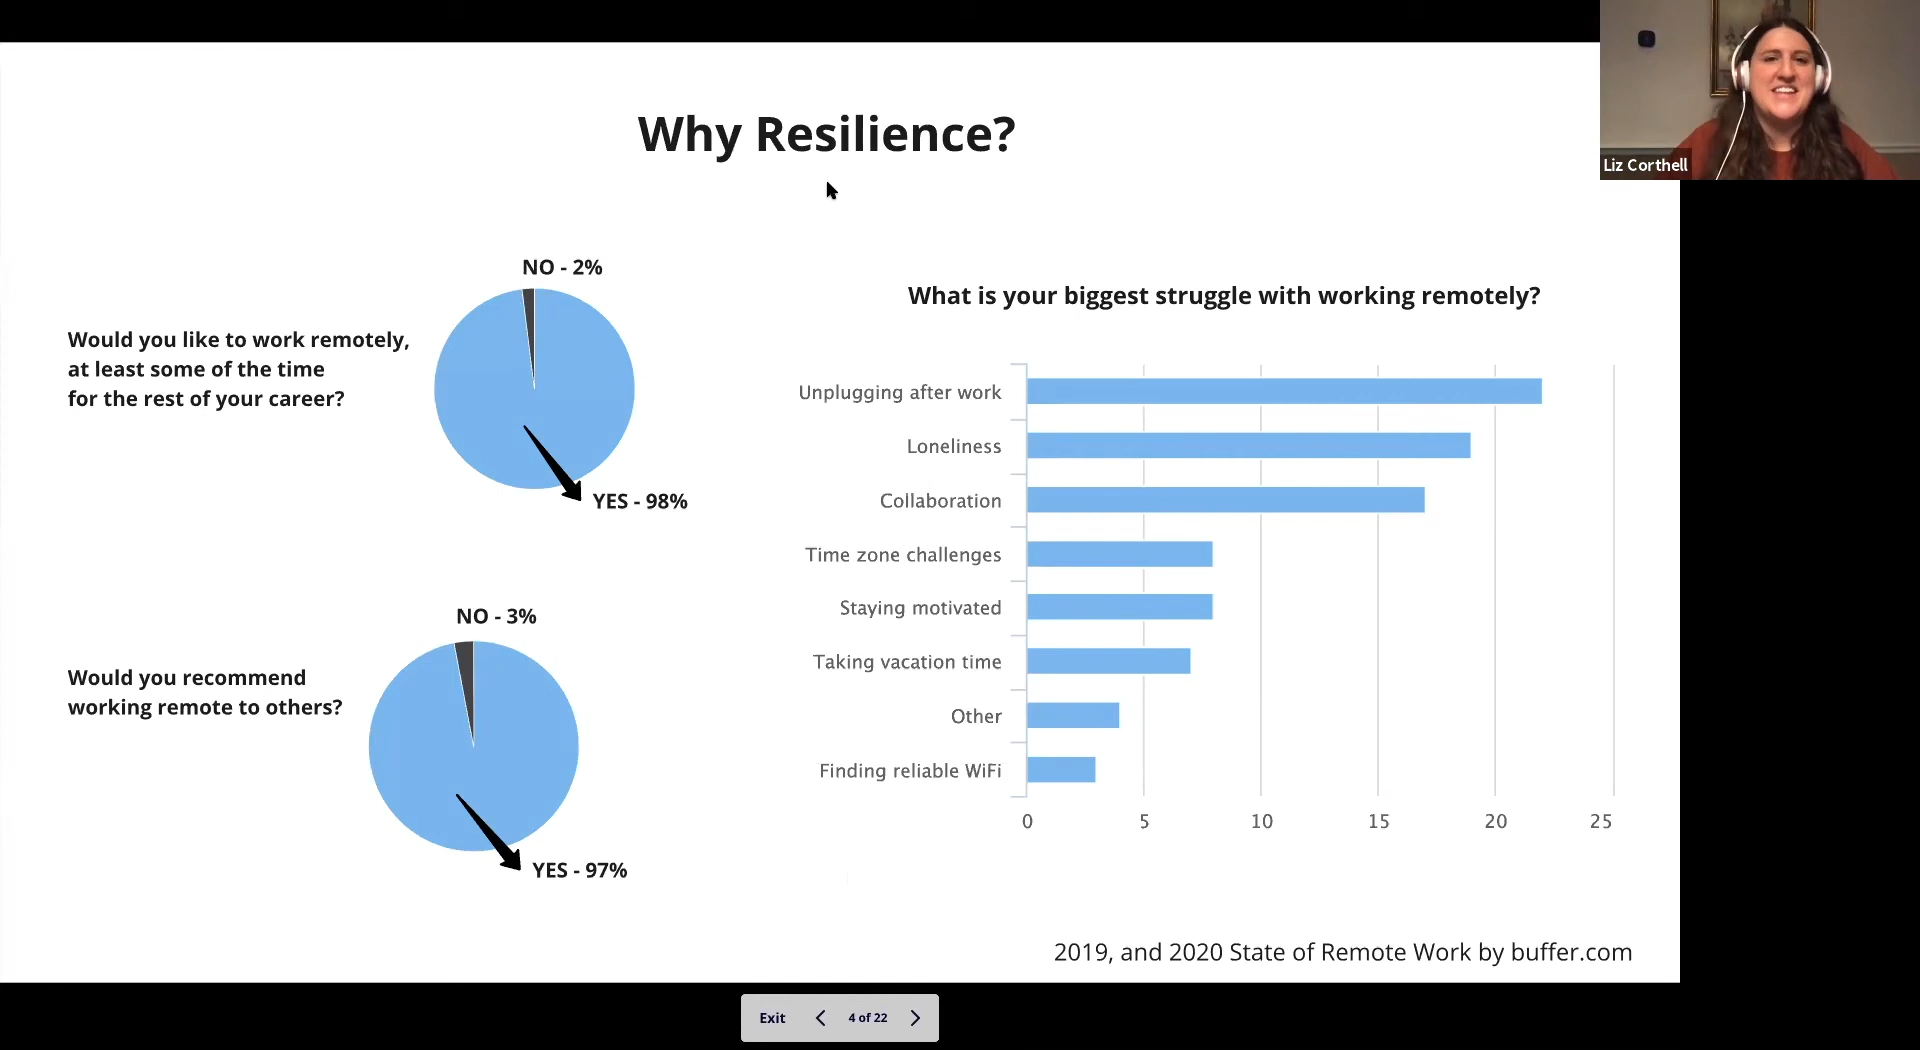 Why Resilience?
Liz Corthell
NO - 2%
Would you like to work remotely,
at least some of the time
for the rest of your career?
YES - 98%
NO - 3%
Would you recommend
working remote to others?
YES - 97%
What is your biggest struggle with working remotely?
Unplugging after work
Loneliness
Collaboration
Time zone challenges
Staying motivated
Taking vacation time
Other
Finding reliable WiFi
0 5 10 15 20 25
2019, and 2020 State of Remote Work by buffer.com
Exit 4 of 22